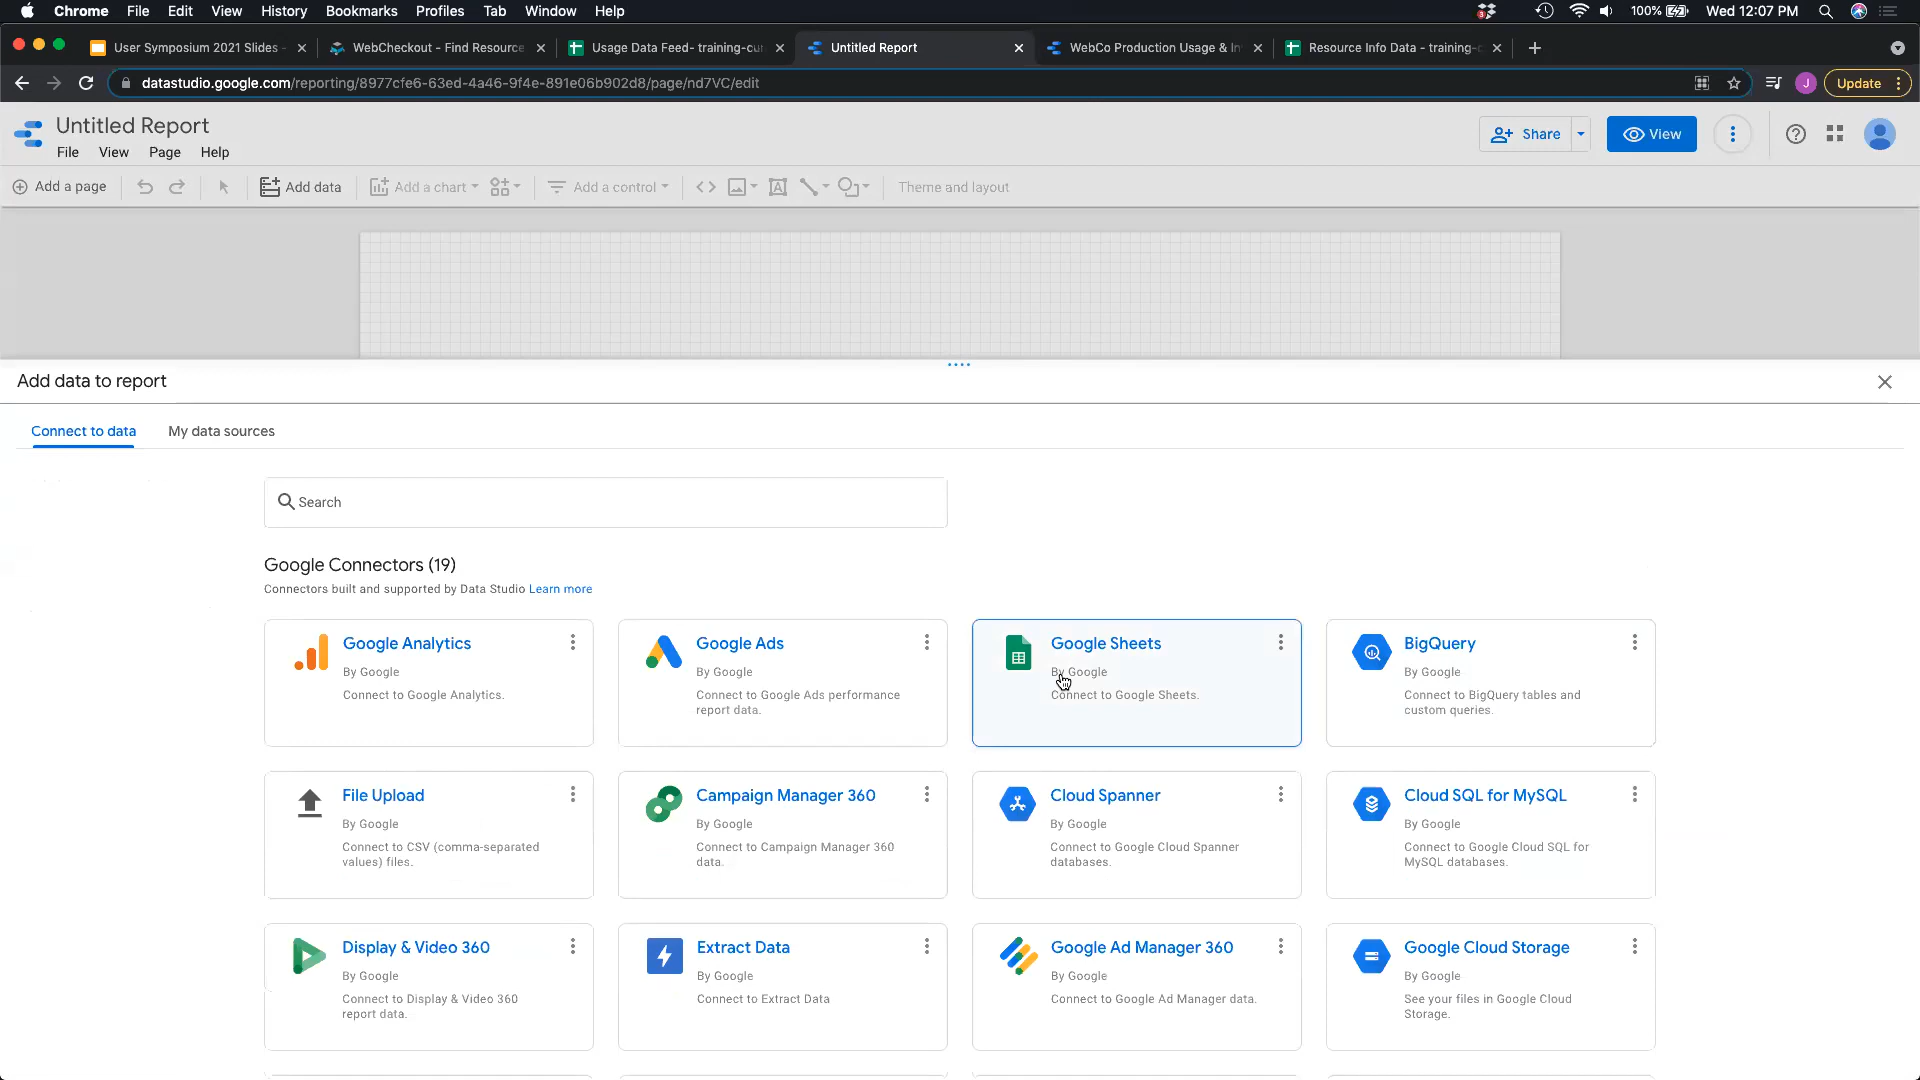 Chrome File Edit View History Bookmarks Profiles Tab Window Help 3 100% Wed 12:07 PM
User Symposium 2021 Slides - WebCheckout - Find Resource Usage Data Feed- training-cu Untitled Report WebCo Production Usage & In Resource Info Data - training-c
datastudio.google.com/reporting/8977cfe6-63ed-4a46-9f4e-891e06b902d8/page/nd7VC/edit J Update
Untitled Report
File View Page Help
Share View
Add a page Add data Add a chart Add a control Theme and layout
Add data to report
Connect to data My data sources
Search
Google Connectors (19)
Connectors built and supported by Data Studio Learn more
Google Analytics
By Google
Connect to Google Analytics.
Google Ads
By Google
Connect to Google Ads performance
report data.
Google Sheets
By Google
Connect to Google Sheets.
BigQuery
By Google
Connect to BigQuery tables and
custom queries.
File Upload
By Google
Connect to CSV (comma-separated
values) files.
Campaign Manager 360
By Google
Connect to Campaign Manager 360
data.
Cloud Spanner
By Google
Connect to Google Cloud Spanner
databases.
Cloud SQL for MySQL
By Google
Connect to Google Cloud SQL for
MySQL databases.
Display & Video 360
By Google
Connect to Display & Video 360
report data.
Extract Data
By Google
Connect to Extract Data
Google Ad Manager 360
By Google
Connect to Google Ad Manager data.
Google Cloud Storage
By Google
See your files in Google Cloud
Storage.